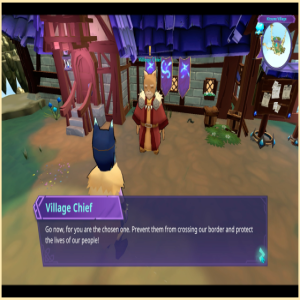 Village Chief
Go now, for you are the chosen one. Prevent them from crossing our border and protect
the lives of our people!